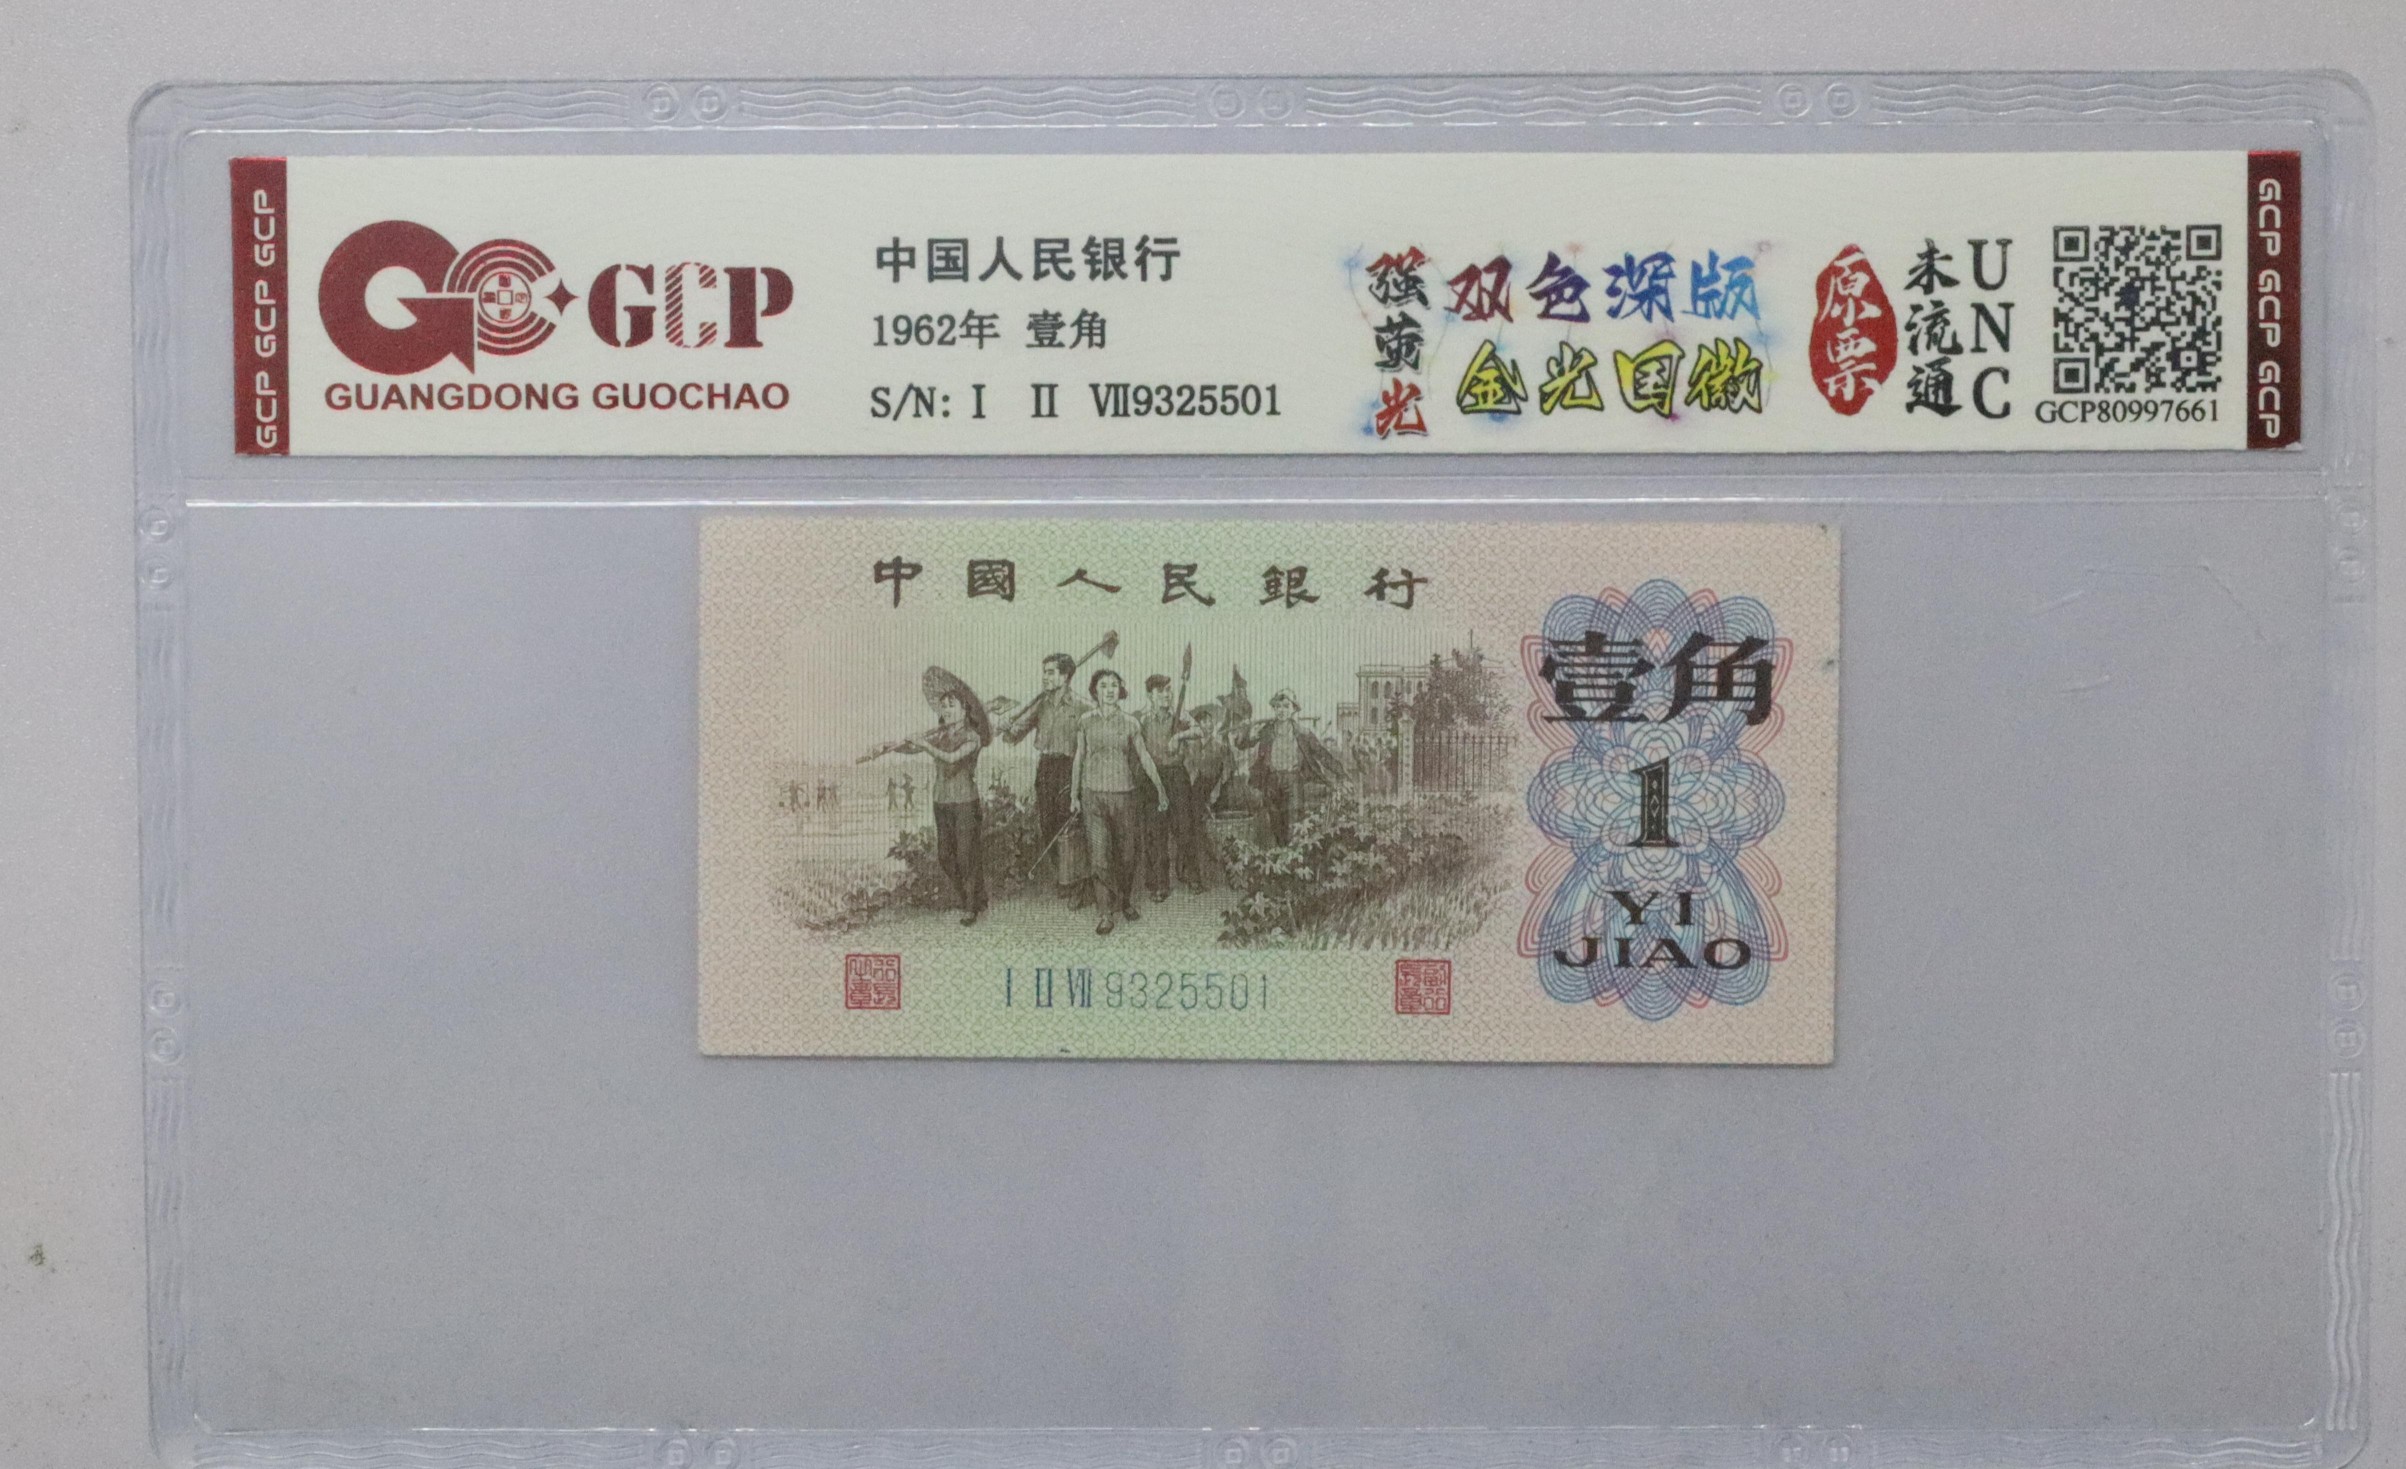 GCP GCP GCP
GCP
GUANGDONG GUOCHAO
中国人民银行
1962年 壹角
S/N: Ⅰ Ⅱ Ⅶ9325501
强荧光
双色深版
金光国徽
原票
未流通
UNC
GCP80997661
GCP GCP GCP
中國人民銀行
壹角
1
YI
JIAO
Ⅰ Ⅱ Ⅶ 9325501